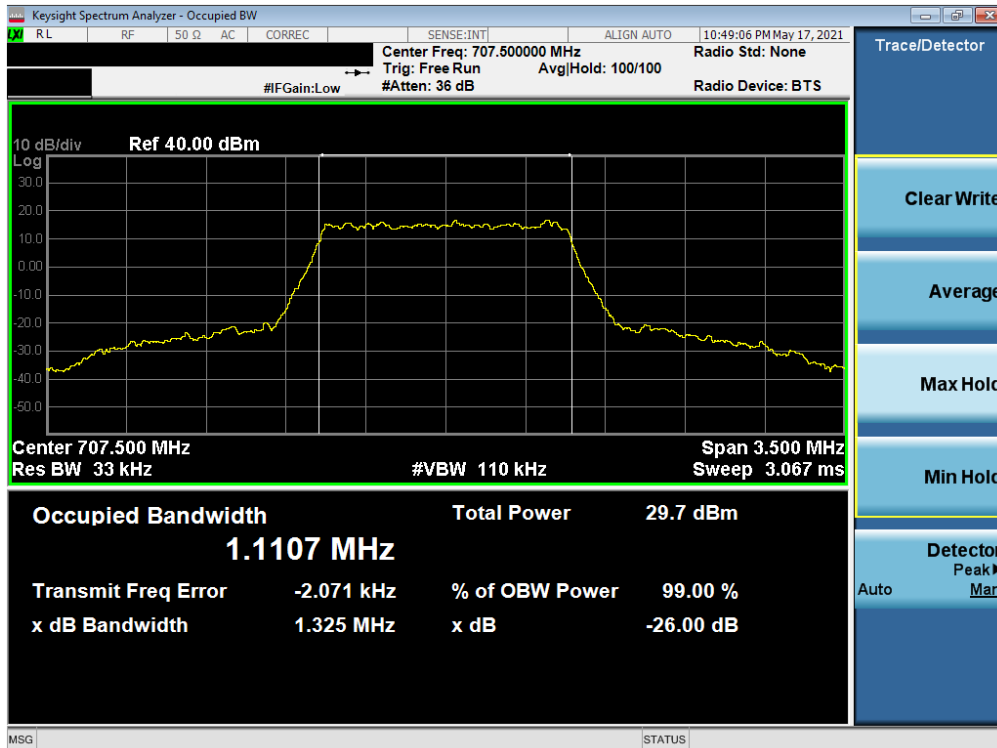 Keysight Spectrum Analyzer - Occupied BW
LXI RL RF 50 Ω AC CORREC SENSE:INT ALIGN AUTO 10:49:06 PM May 17, 2021
Center Freq: 707.500000 MHz Radio Std: None
Trig: Free Run Avg|Hold: 100/100
#IFGain:Low #Atten: 36 dB Radio Device: BTS
10 dB/div Ref 40.00 dBm
Log
30.0
20.0
10.0
0.00
-10.0
-20.0
-30.0
-40.0
-50.0
Center 707.500 MHz Span 3.500 MHz
Res BW 33 kHz #VBW 110 kHz Sweep 3.067 ms
Occupied Bandwidth Total Power 29.7 dBm
1.1107 MHz
Transmit Freq Error -2.071 kHz % of OBW Power 99.00 %
x dB Bandwidth 1.325 MHz x dB -26.00 dB
MSG STATUS
Trace/Detector
Clear Write
Average
Max Hold
Min Hold
Detector
Peak
Auto Man